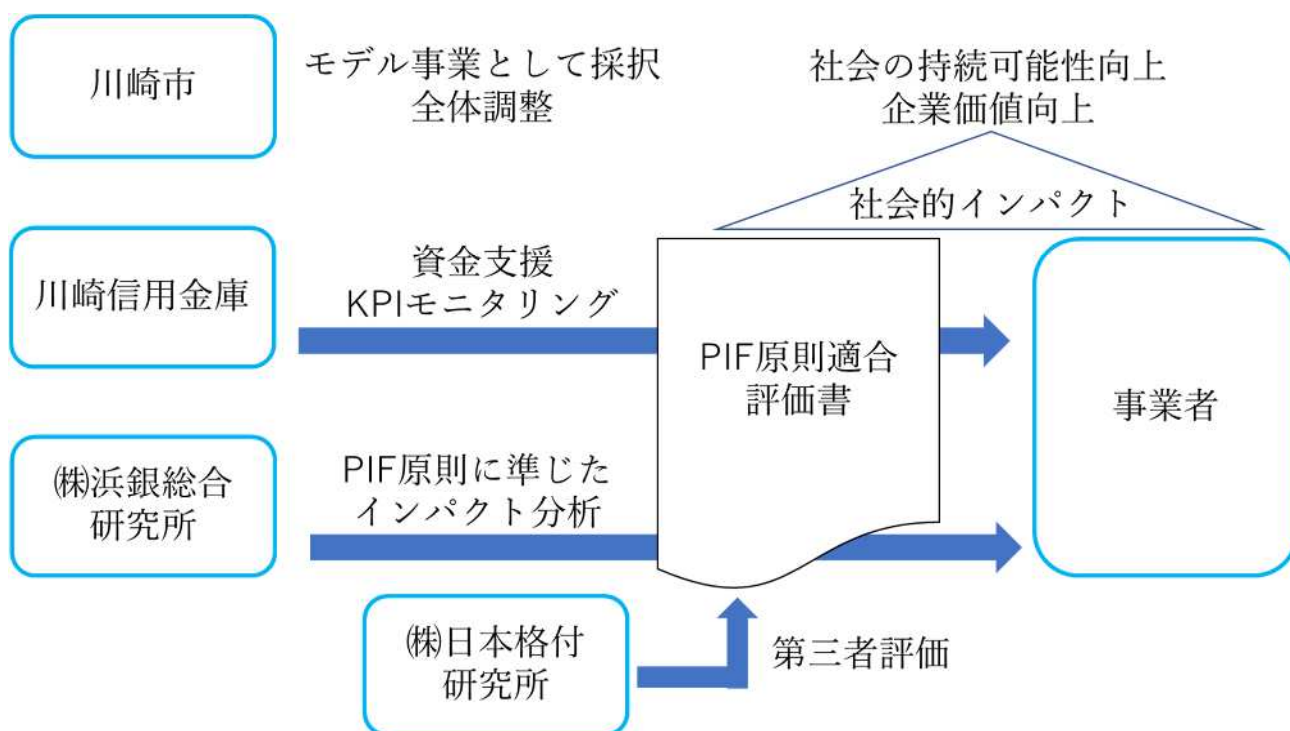 川崎市
モデル事業として採択
全体調整
社会の持続可能性向上
企業価値向上
社会的インパクト
川崎信用金庫
資金支援
KPIモニタリング
PIF原則適合
評価書
事業者
㈱浜銀総合
研究所
PIF原則に準じた
インパクト分析
㈱日本格付
研究所
第三者評価